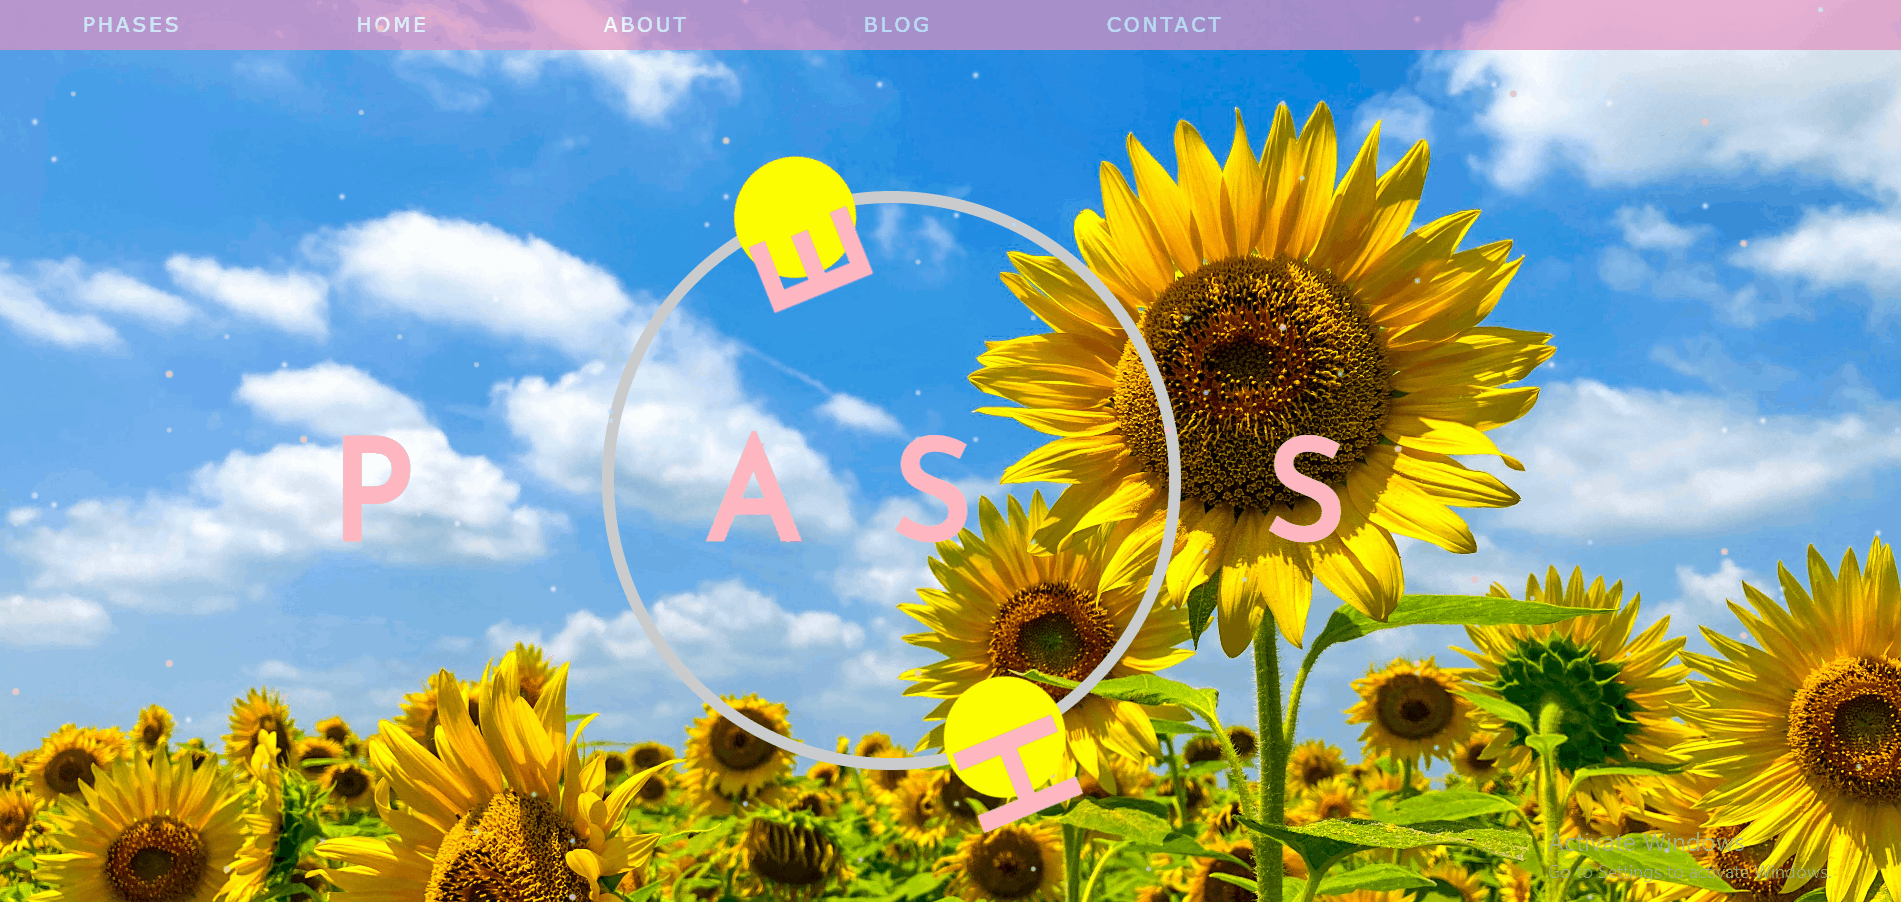 PHASES HOME ABOUT BLOG CONTACT
E
P A S S
H
Activate Windows
Go to Settings to activate Windows.